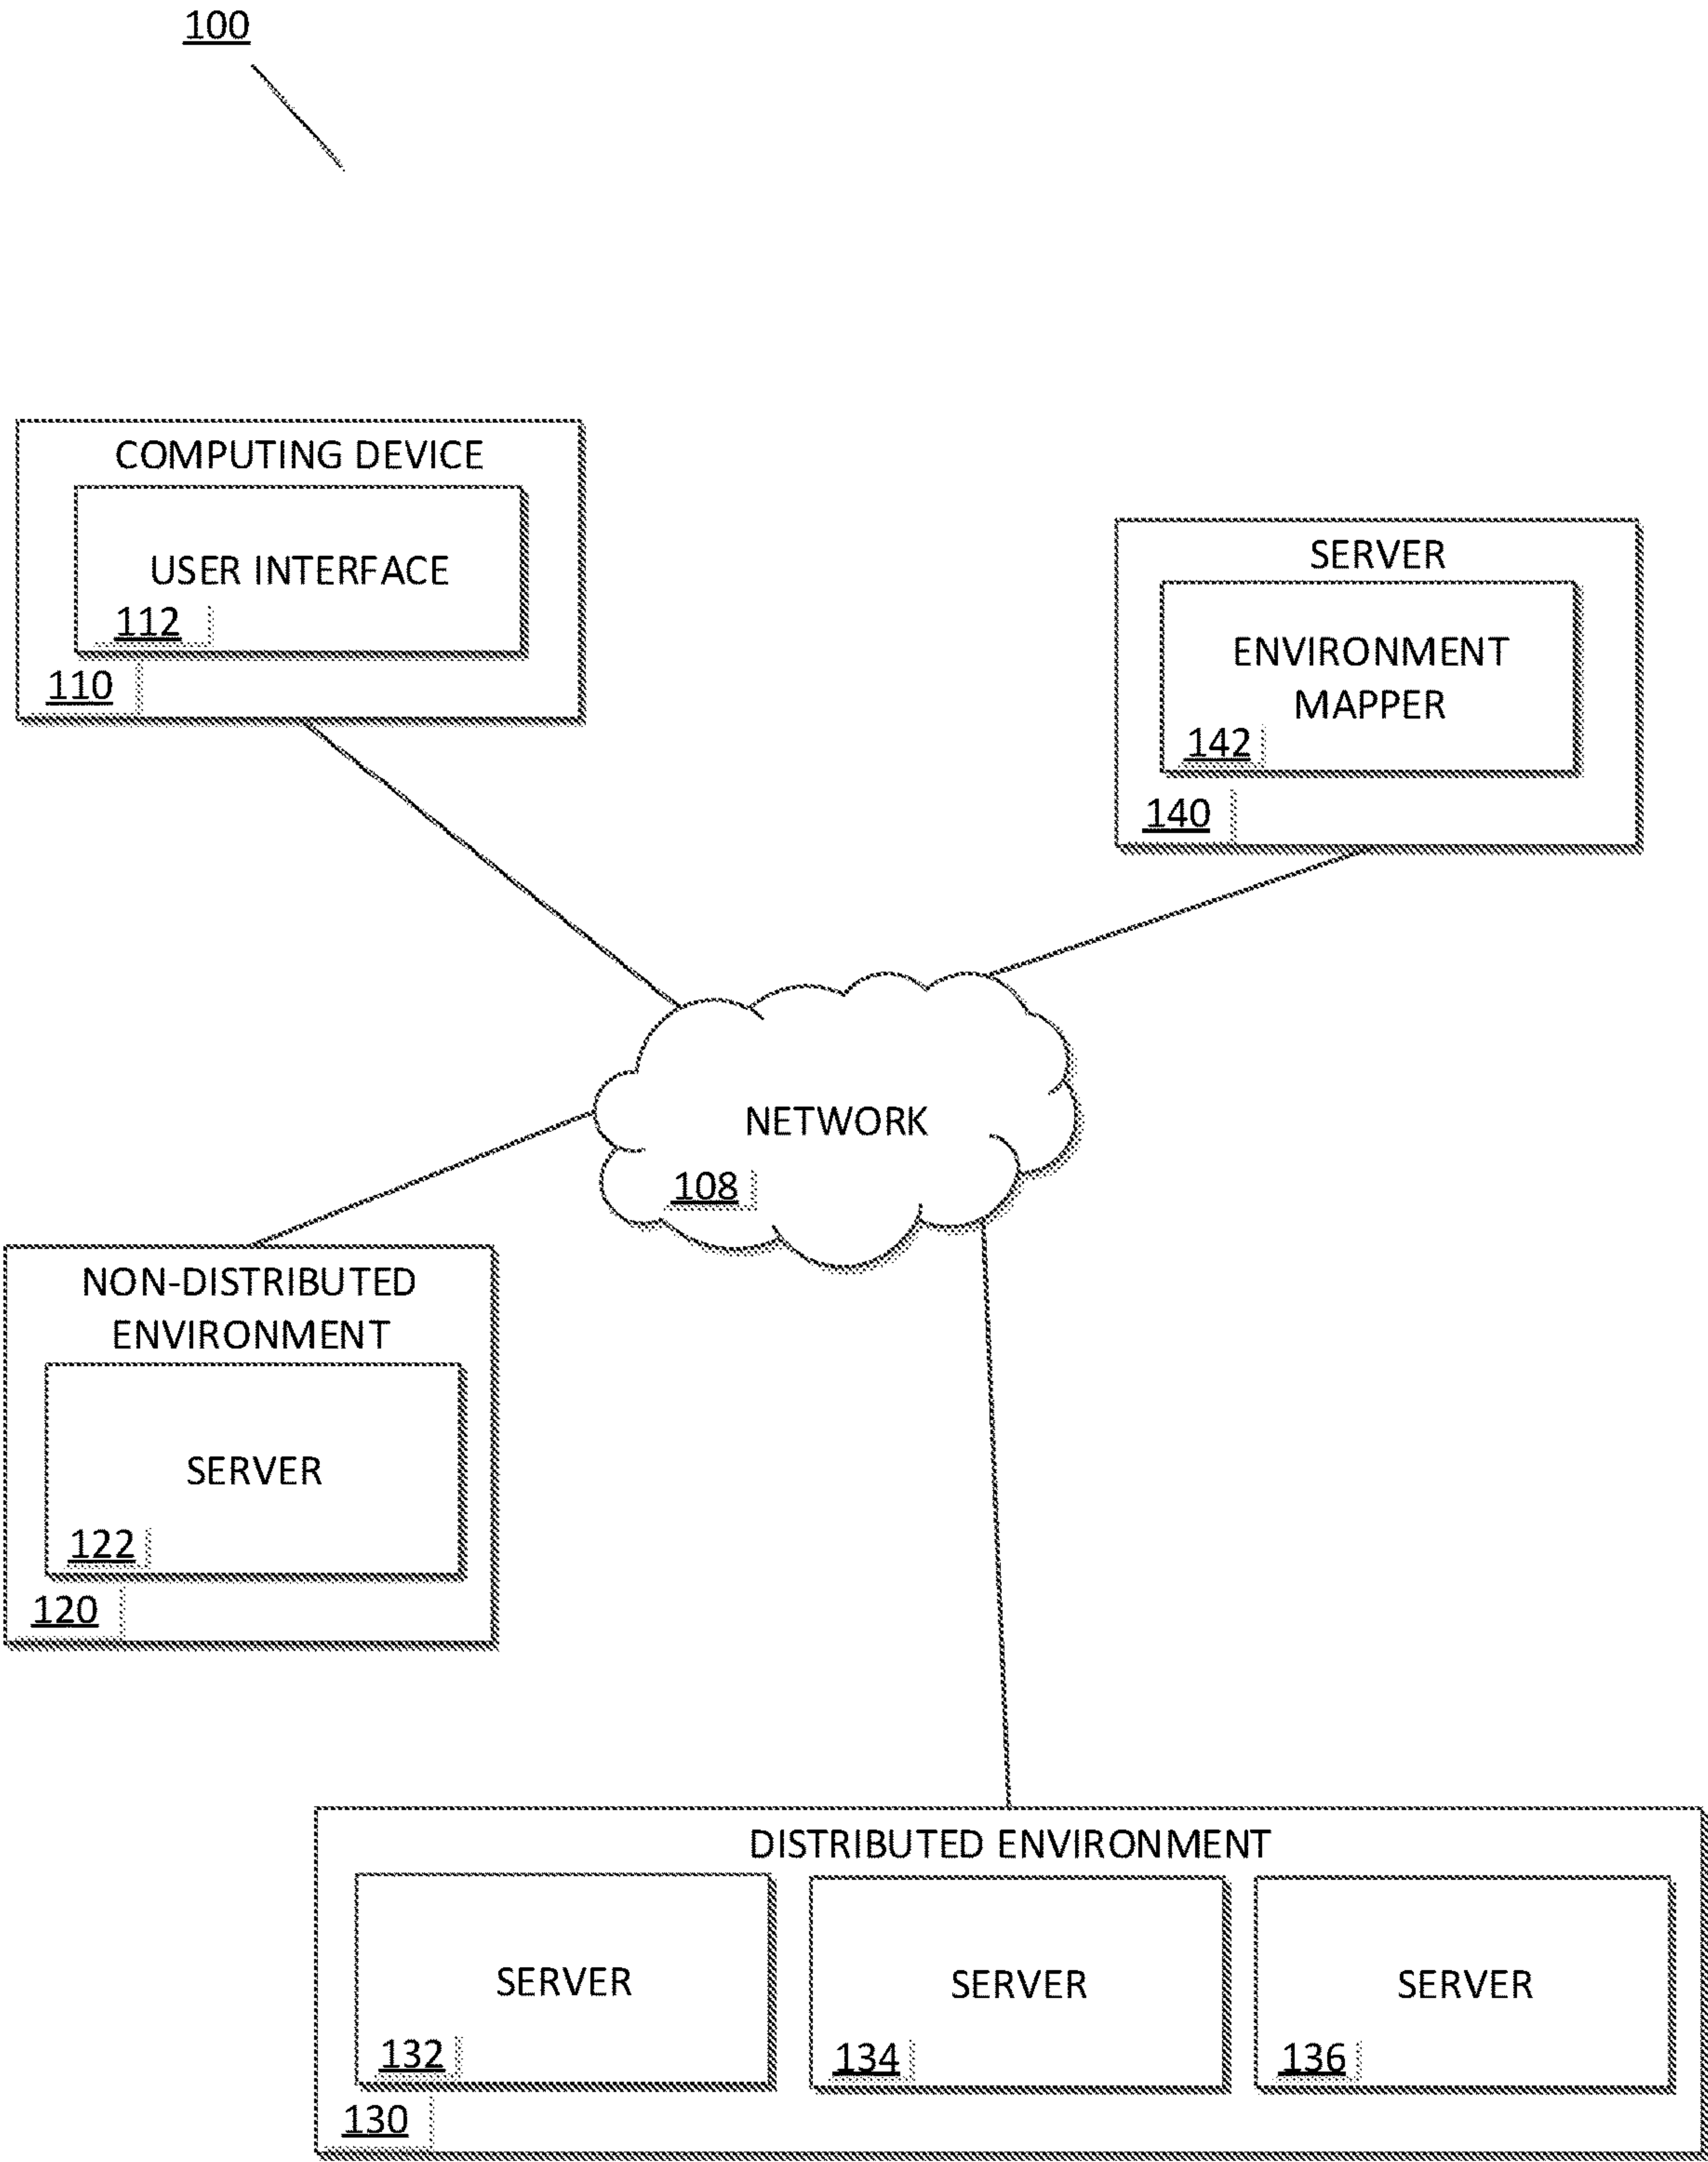 100
COMPUTING DEVICE
USER INTERFACE
112
110
SERVER
ENVIRONMENT
MAPPER
142
140
NETWORK
108
NON-DISTRIBUTED
ENVIRONMENT
SERVER
122
120
DISTRIBUTED ENVIRONMENT
SERVER
132
SERVER
134
SERVER
136
130